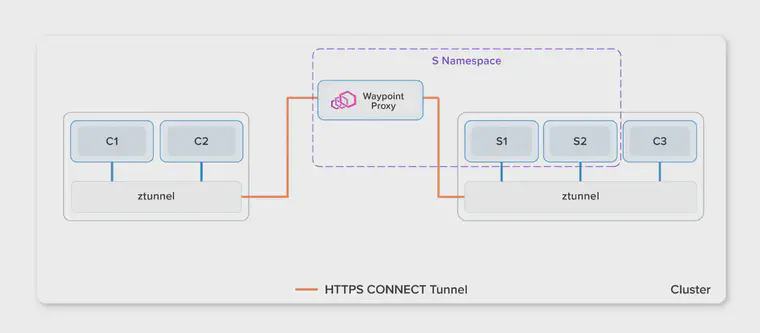 S Namespace
Waypoint
Proxy
C1
C2
S1
S2
C3
ztunnel
ztunnel
HTTPS CONNECT Tunnel
Cluster